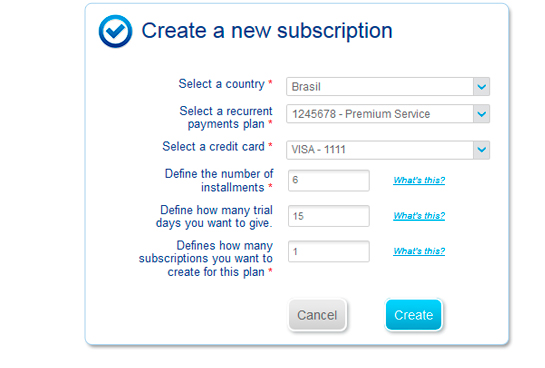 Create a new subscription
Select a country *
Brasil
Select a recurrent
payments plan *
1245678 - Premium Service
Select a credit card *
VISA - 1111
Define the number of
installments *
6
What's this?
Define how many trial
days you want to give.
15
What's this?
Defines how many
subscriptions you want to
create for this plan *
1
What's this?
Cancel
Create